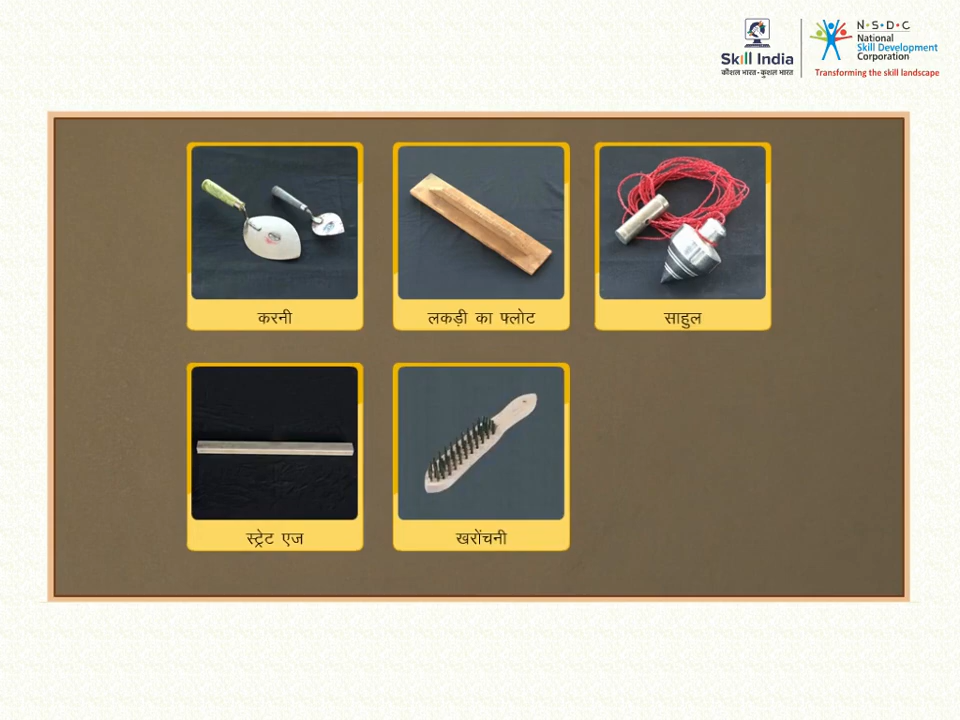 Skill India
कौशल भारत - कुशल भारत
N·S·D·C
National
Skill Development
Corporation
Transforming the skill landscape
करनी
लकड़ी का फ्लोट
साहुल
स्ट्रेट एज
खरोंचनी